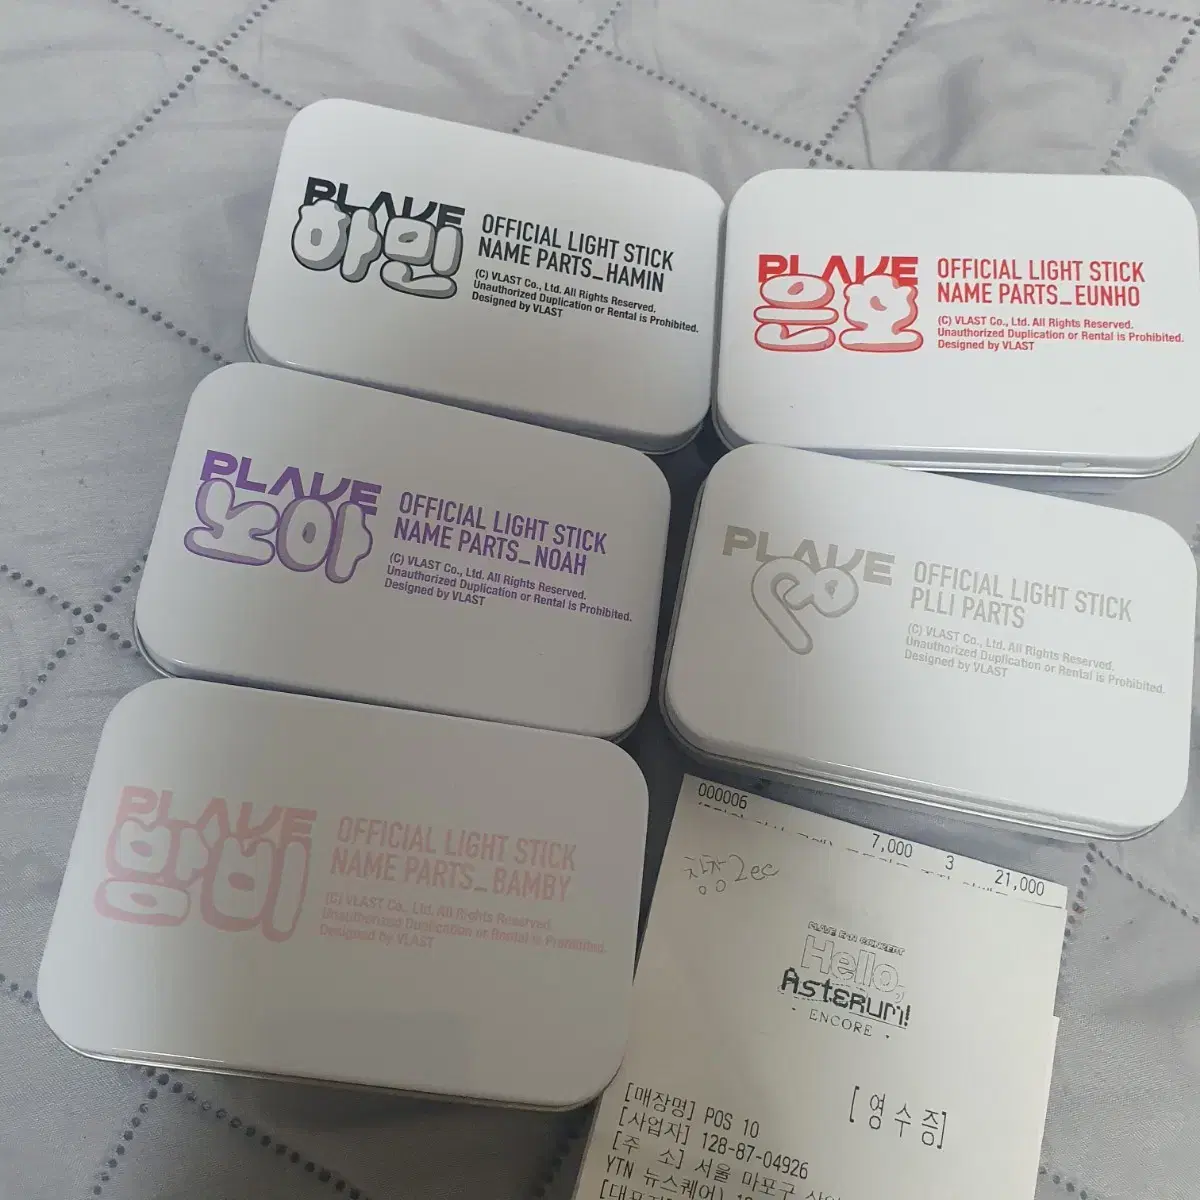 PLAVE
하민
OFFICIAL LIGHT STICK
NAME PARTS_HAMIN
(C) VLAST Co., Ltd. All Rights Reserved.
Unauthorized Duplication or Rental is Prohibited.
Designed by VLAST
PLAVE
은호
OFFICIAL LIGHT STICK
NAME PARTS_EUNHO
(C) VLAST Co., Ltd. All Rights Reserved.
Unauthorized Duplication or Rental is Prohibited.
Designed by VLAST
PLAVE
노아
OFFICIAL LIGHT STICK
NAME PARTS_NOAH
(C) VLAST Co., Ltd. All Rights Reserved.
Unauthorized Duplication or Rental is Prohibited.
Designed by VLAST
PLAVE
OFFICIAL LIGHT STICK
PLLI PARTS
(C) VLAST Co., Ltd. All Rights Reserved.
Unauthorized Duplication or Rental is Prohibited.
Designed by VLAST
PLAVE
밤비
OFFICIAL LIGHT STICK
NAME PARTS_BAMBY
(C) VLAST Co., Ltd. All Rights Reserved.
Unauthorized Duplication or Rental is Prohibited.
Designed by VLAST
000006
7,000 3 21,000
PLAVE FAN CONCERT
Hello,
Asterum!
· ENCORE ·
[영수증]
[매장명] POS 10
[사업자] 128-87-04926
[주 소] 서울 마포구
YTN 뉴스퀘어)